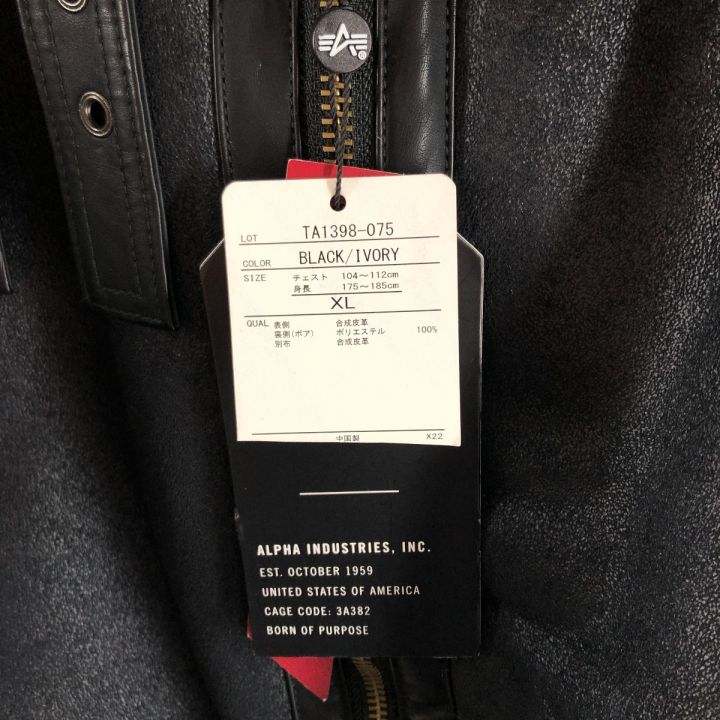 LOT TA1398-075
COLOR BLACK/IVORY
SIZE チェスト 104〜112cm
身長 175〜185cm
XL
QUAL 表側 合成皮革
裏側(ボア) ポリエステル 100%
別布 合成皮革
中国製 X22
ALPHA INDUSTRIES, INC.
EST. OCTOBER 1959
UNITED STATES OF AMERICA
CAGE CODE: 3A382
BORN OF PURPOSE